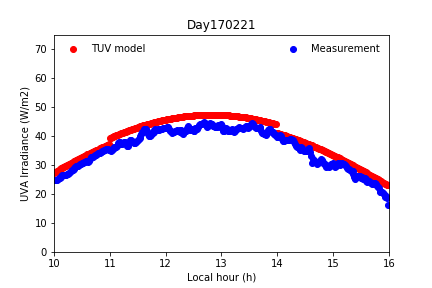 Day170221
TUV model
Measurement
UVA Irradiance (W/m2)
70
60
50
40
30
20
10
0
10 11 12 13 14 15 16
Local hour (h)